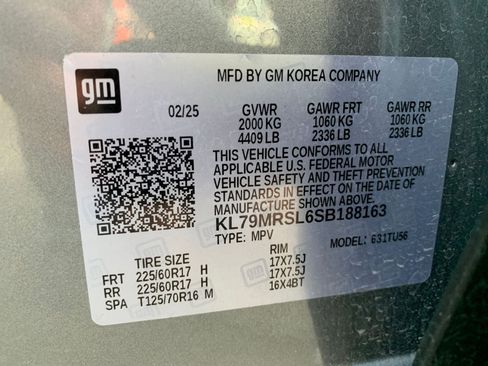 gm
MFD BY GM KOREA COMPANY
02/25 GVWR GAWR FRT GAWR RR
2000 KG 1060 KG 1060 KG
4409 LB 2336 LB 2336 LB
THIS VEHICLE CONFORMS TO ALL
APPLICABLE U.S. FEDERAL MOTOR
VEHICLE SAFETY AND THEFT PREVENTION
STANDARDS IN EFFECT ON THE DATE OF
MANUFACTURE SHOWN ABOVE.
KL79MRSL6SB188163
TYPE: MPV MODEL: 631TU56
TIRE SIZE RIM
FRT 225/60R17 H 17X7.5J
RR 225/60R17 H 17X7.5J
SP T125/70R16 M 16X4BT